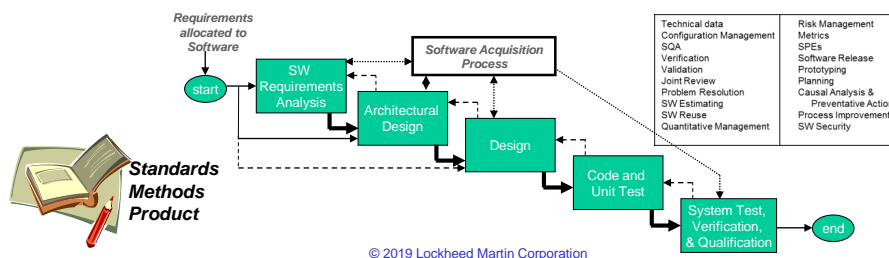 Requirements
allocated to
Software
start
SW
Requirements
Analysis
Software Acquisition
Process
Architectural
Design
Design
Code and
Unit Test
System Test,
Verification,
& Qualification
end
Technical data
Configuration Management
SQA
Verification
Validation
Joint Review
Problem Resolution
SW Estimating
SW Reuse
Quantitative Management
Risk Management
Metrics
SPEs
Software Release
Prototyping
Planning
Causal Analysis &
Preventative Action
Process Improvement
SW Security
Standards
Methods
Product
© 2019 Lockheed Martin Corporation